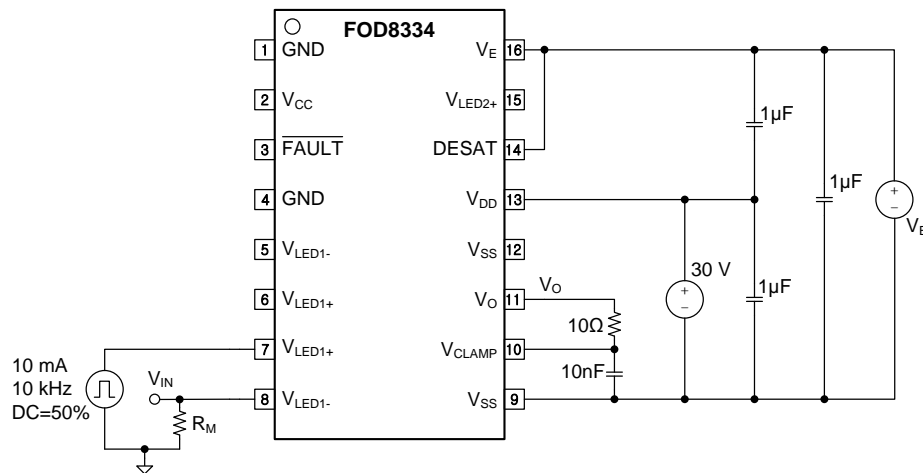 FOD8334
1 GND
2 VCC
3 FAULT
4 GND
5 VLED1-
6 VLED1+
7 VLED1+
8 VLED1-
VE 16
VLED2+ 15
DESAT 14
VDD 13
VSS 12
VO 11
VCLAMP 10
VSS 9
10 mA
10 kHz
DC=50%
VIN
RM
VO
10Ω
10nF
30 V
1µF
1µF
1µF
VE